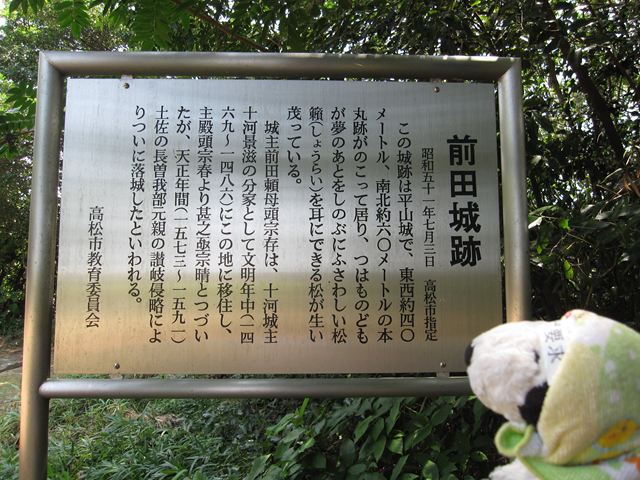 前田城跡
昭和五十一年七月三日　高松市指定
この城跡は平山城で、東西約四〇
メートル、南北約六〇メートルの本
丸跡がのこって居り、つはものども
が夢のあとをしのぶにふさわしい松
籟(しょうらい)を耳にできる松が生い
茂っている。
城主前田頼母頭宗存は、十河城主
十河景滋の分家として文明年中(一四
六九～一四八六)にこの地に移住し、
主殿頭宗春より甚之亟宗晴とつづい
たが、天正年間(一五七三～一五九一)
土佐の長曽我部元親の讃岐侵略によ
りついに落城したといわれる。
高松市教育委員会
要求